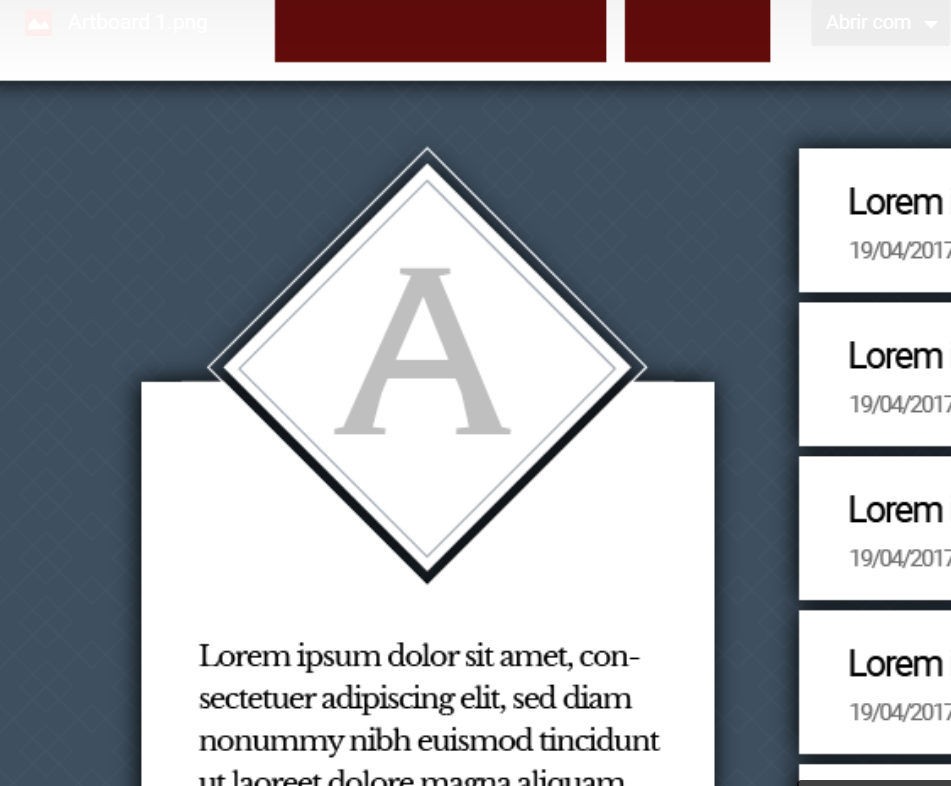 Artboard 1.png
Abrir com
A
Lorem ipsum dolor sit amet, con-
sectetuer adipiscing elit, sed diam
nonummy nibh euismod tincidunt
ut laoreet dolore magna aliquam
Lorem
19/04/2017
Lorem
19/04/2017
Lorem
19/04/2017
Lorem
19/04/2017